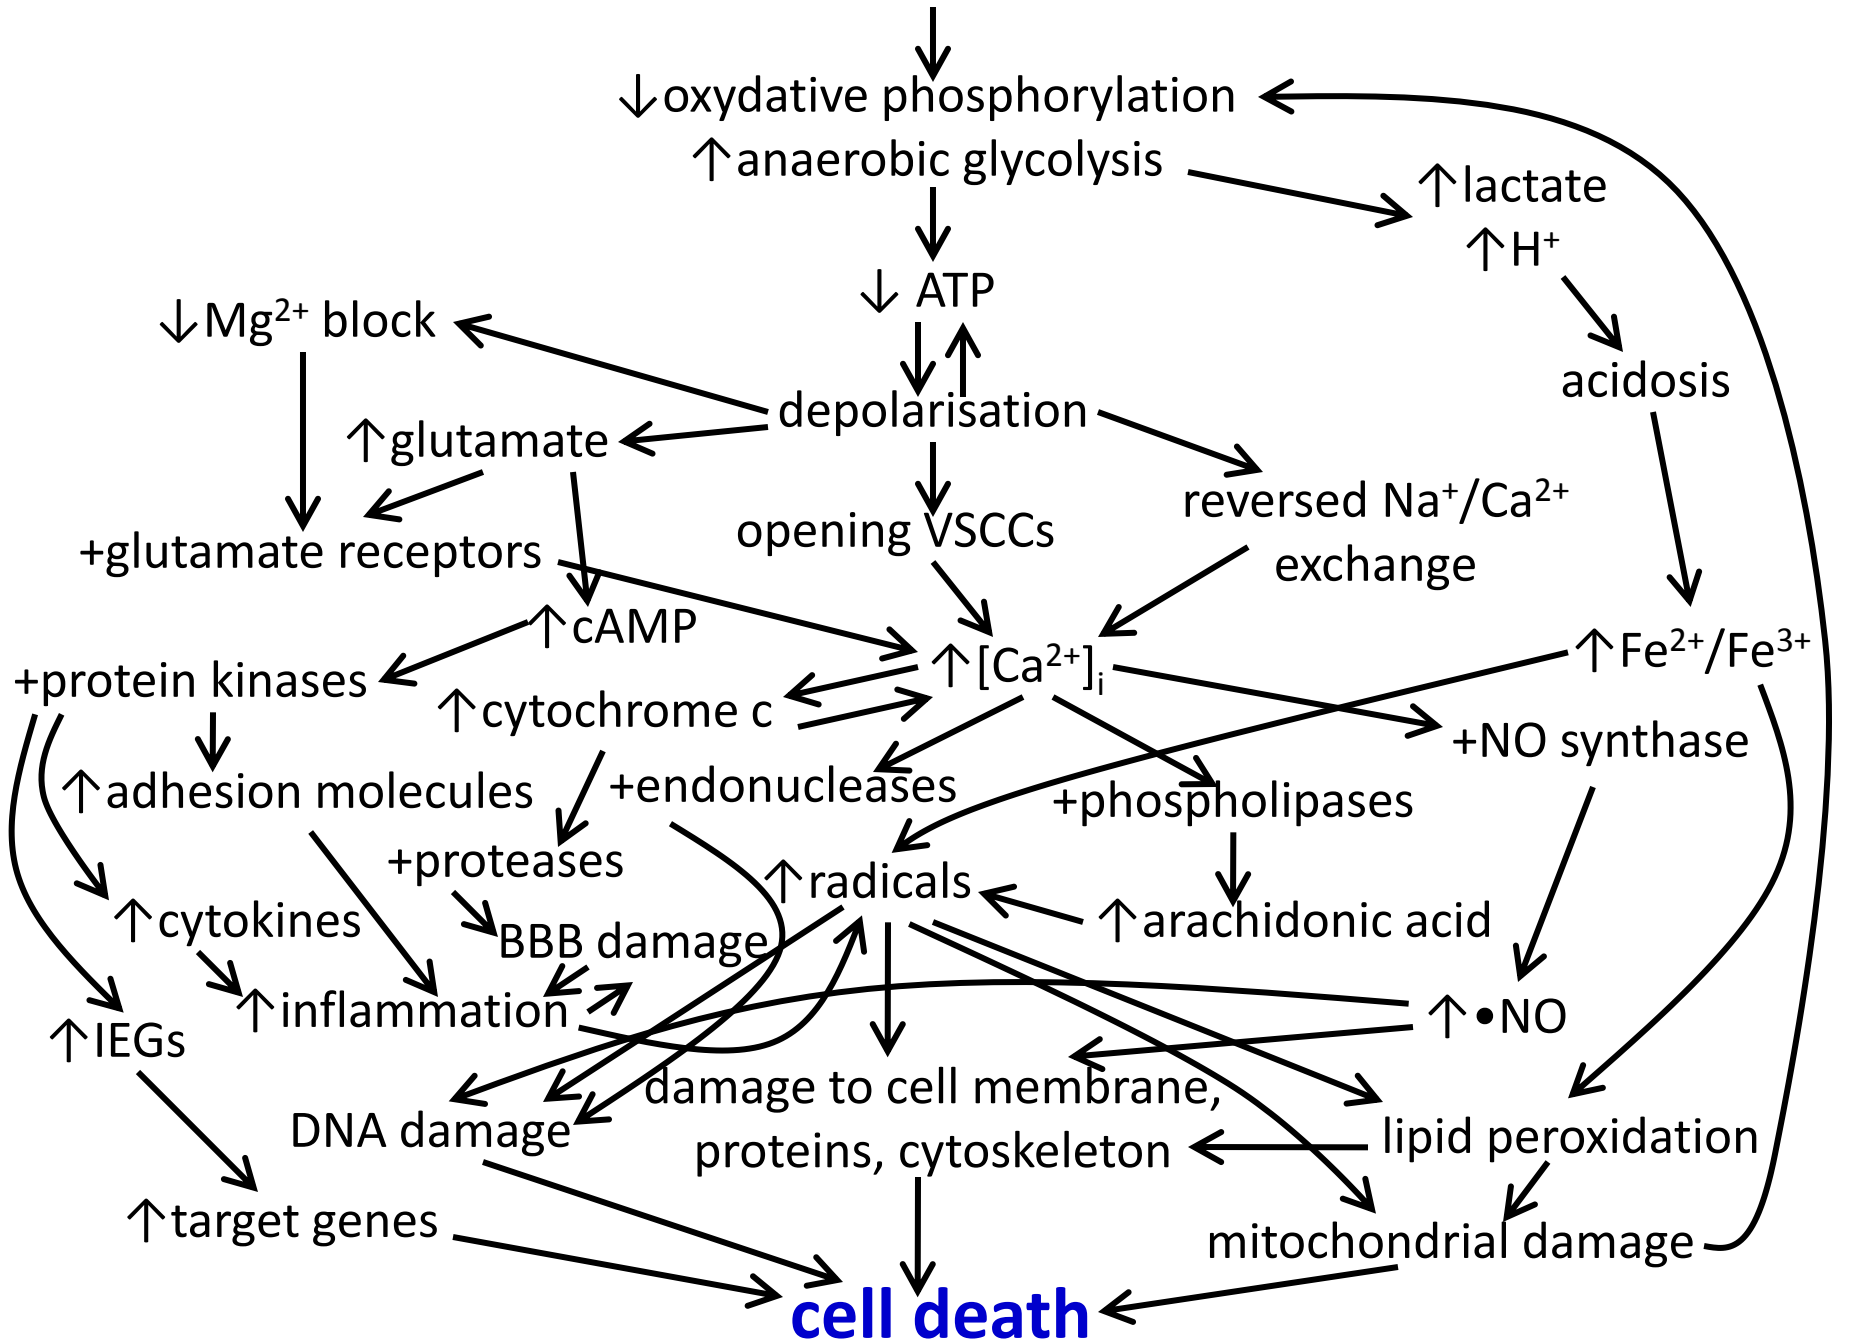 ↓oxydative phosphorylation
↑anaerobic glycolysis
↑lactate
↑H⁺
↓ ATP
↓Mg²⁺ block
acidosis
depolarisation
↑glutamate
reversed Na⁺/Ca²⁺
exchange
opening VSCCs
+glutamate receptors
↑cAMP
↑[Ca²⁺]ᵢ
↑Fe²⁺/Fe³⁺
+protein kinases
↑cytochrome c
+NO synthase
↑adhesion molecules
+endonucleases
+phospholipases
+proteases
↑radicals
↑cytokines
↑arachidonic acid
BBB damage
↑inflammation
↑•NO
↑IEGs
damage to cell membrane,
proteins, cytoskeleton
DNA damage
lipid peroxidation
↑target genes
mitochondrial damage
cell death